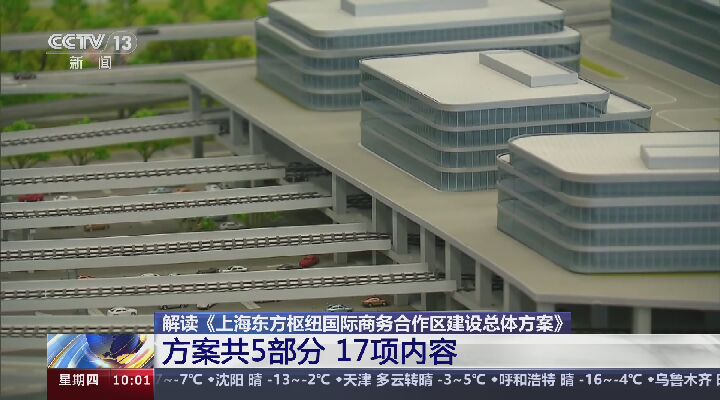 CCTV 13
新闻
解读《上海东方枢纽国际商务合作区建设总体方案》
方案共5部分 17项内容
星期四 10:01 7~-7℃ •沈阳 晴 -13~-2℃ •天津 多云转晴 -3~5℃ •呼和浩特 晴 -16~-4℃ •乌鲁木齐